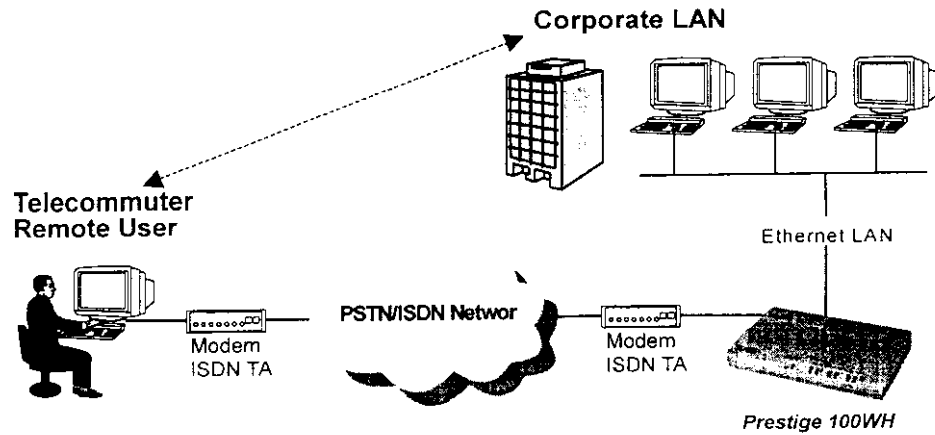 Corporate LAN
Telecommuter
Remote User
Ethernet LAN
PSTN/ISDN Networ
Modem
ISDN TA
Modem
ISDN TA
Prestige 100WH